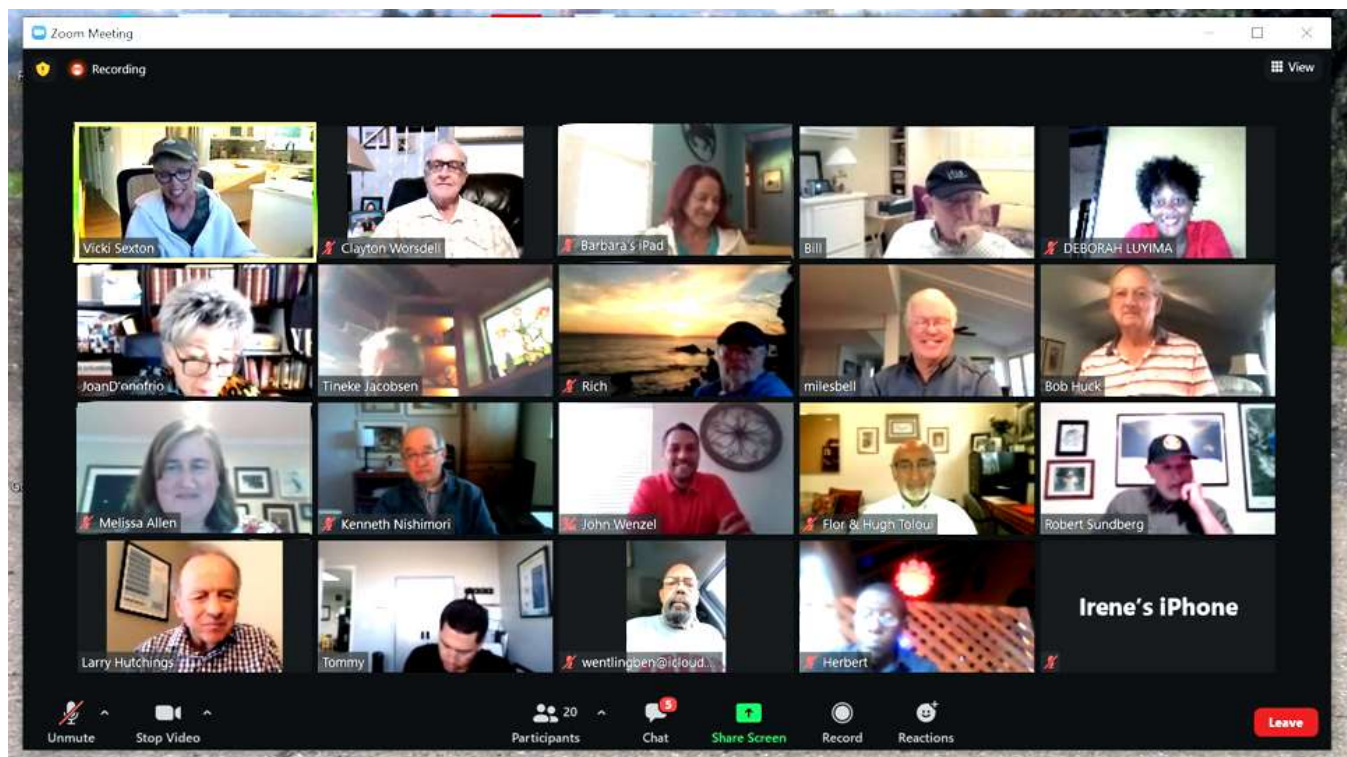 Zoom Meeting
Recording
View
Vicki Sexton
Clayton Worsdell
Barbara's iPad
Bill
DEBORAH LUYIMA
JoanD'onofrio
Tineke Jacobsen
Rich
milesbell
Bob Huck
Melissa Allen
Kenneth Nishimori
John Wenzel
Flor & Hugh Toloui
Robert Sundberg
Larry Hutchings
Tommy
wentlingben@icloud...
Herbert
Irene's iPhone
Unmute
Stop Video
20
Participants
5
Chat
Share Screen
Record
Reactions
Leave